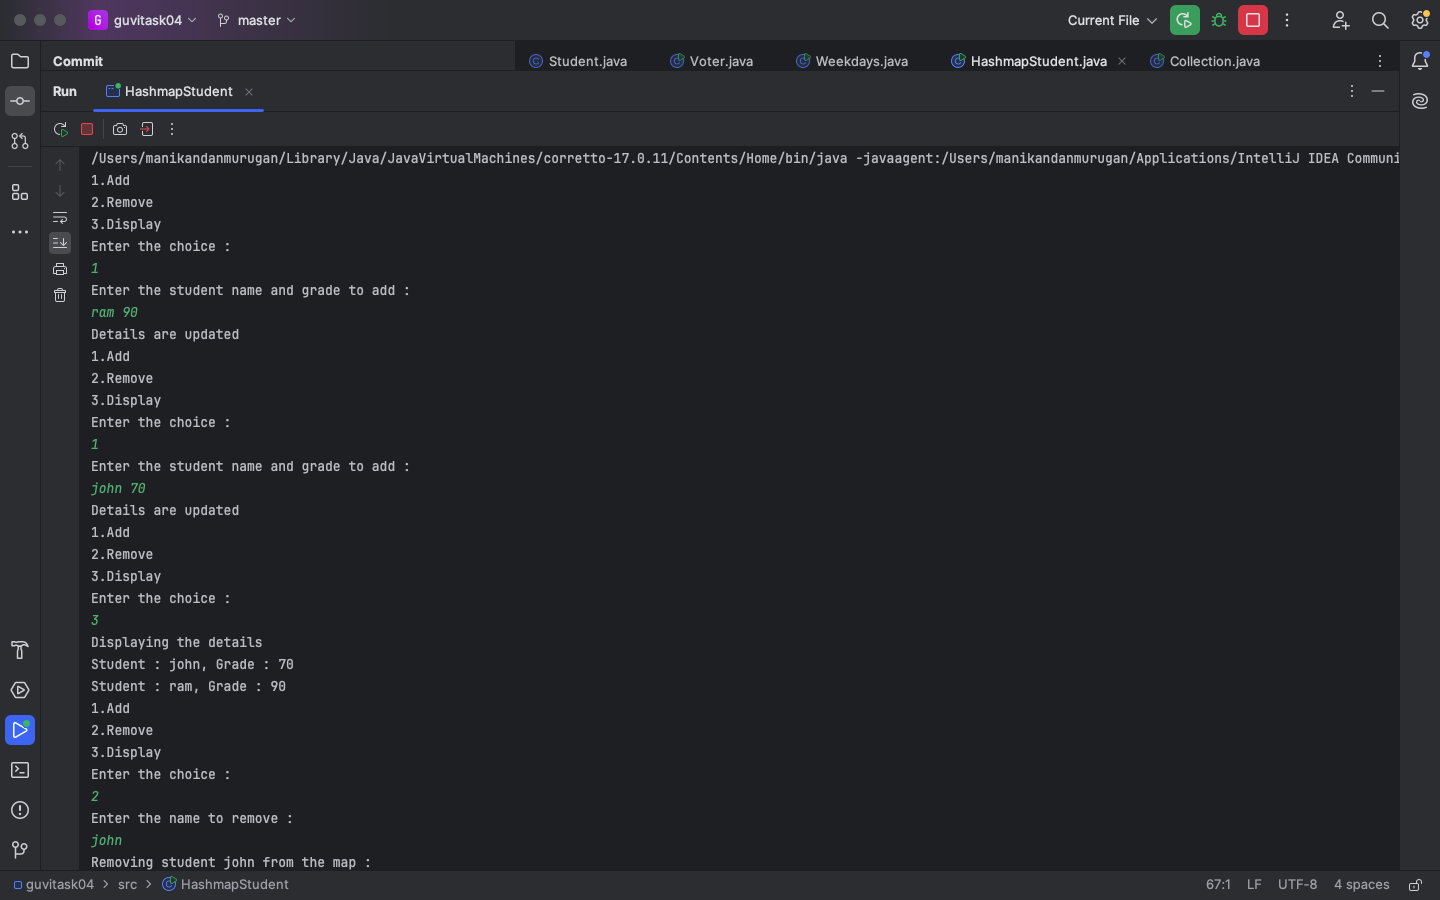 G guvitask04 master Current File
Commit Student.java Voter.java Weekdays.java HashmapStudent.java Collection.java
Run HashmapStudent
/Users/manikandanmurugan/Library/Java/JavaVirtualMachines/corretto-17.0.11/Contents/Home/bin/java -javaagent:/Users/manikandanmurugan/Applications/IntelliJ IDEA Communi
1.Add
2.Remove
3.Display
Enter the choice :
1
Enter the student name and grade to add :
ram 90
Details are updated
1.Add
2.Remove
3.Display
Enter the choice :
1
Enter the student name and grade to add :
john 70
Details are updated
1.Add
2.Remove
3.Display
Enter the choice :
3
Displaying the details
Student : john, Grade : 70
Student : ram, Grade : 90
1.Add
2.Remove
3.Display
Enter the choice :
2
Enter the name to remove :
john
Removing student john from the map :
guvitask04 > src > HashmapStudent 67:1 LF UTF-8 4 spaces